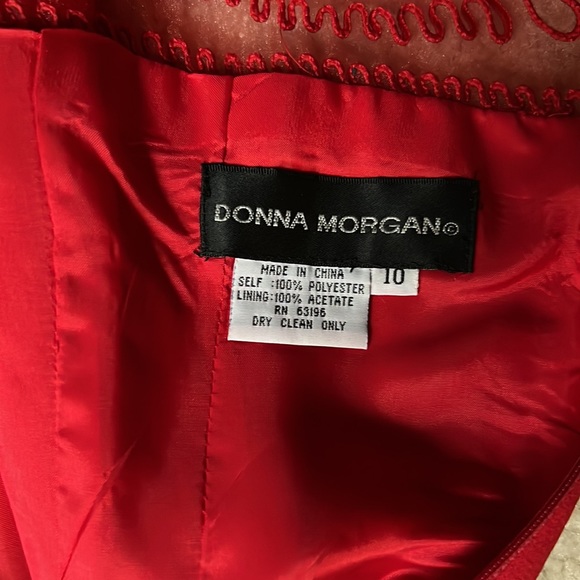 DONNA MORGAN©
MADE IN CHINA
SELF :100% POLYESTER
LINING:100% ACETATE
RN 63196
DRY CLEAN ONLY
10